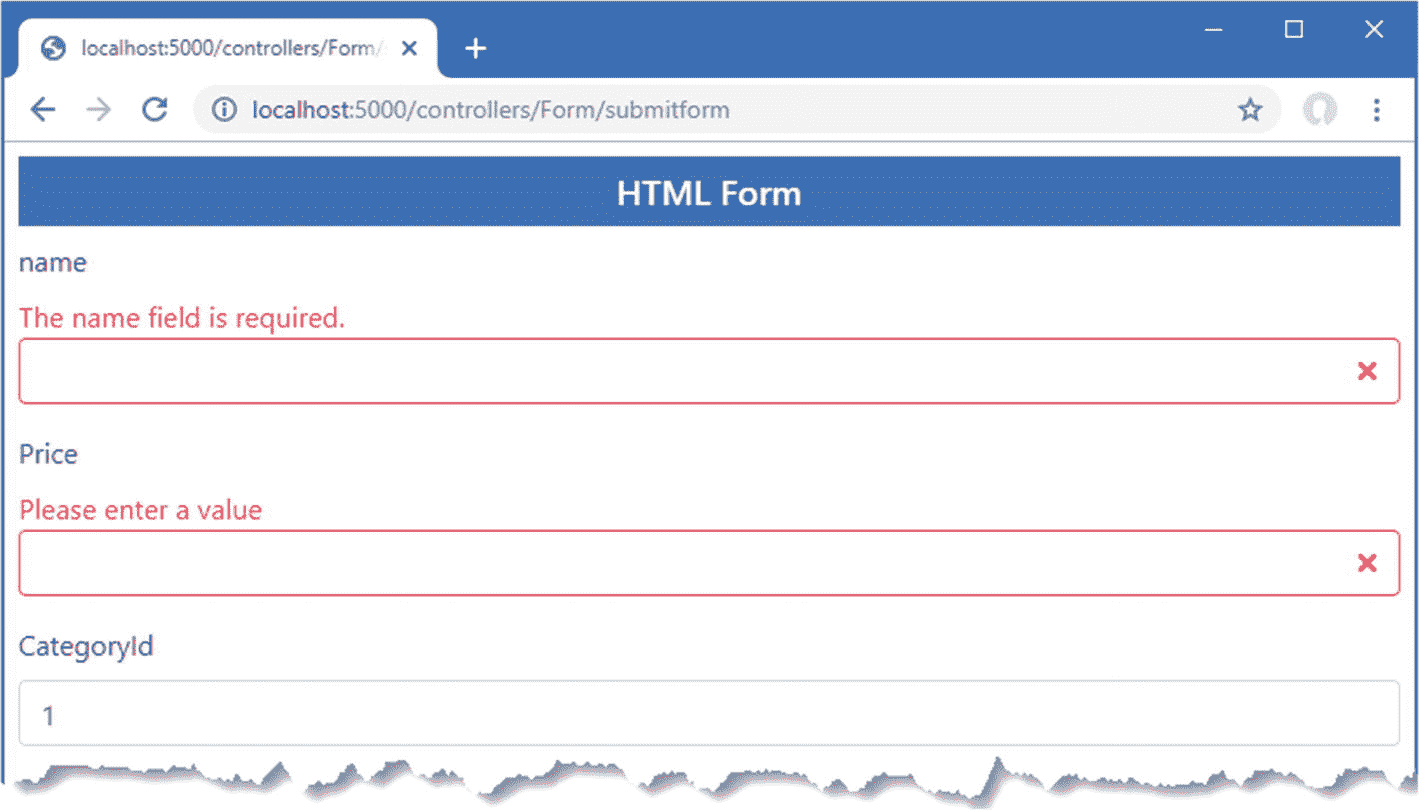 localhost:5000/controllers/Form/
localhost:5000/controllers/Form/submitform
HTML Form
name
The name field is required.
Price
Please enter a value
CategoryId
1